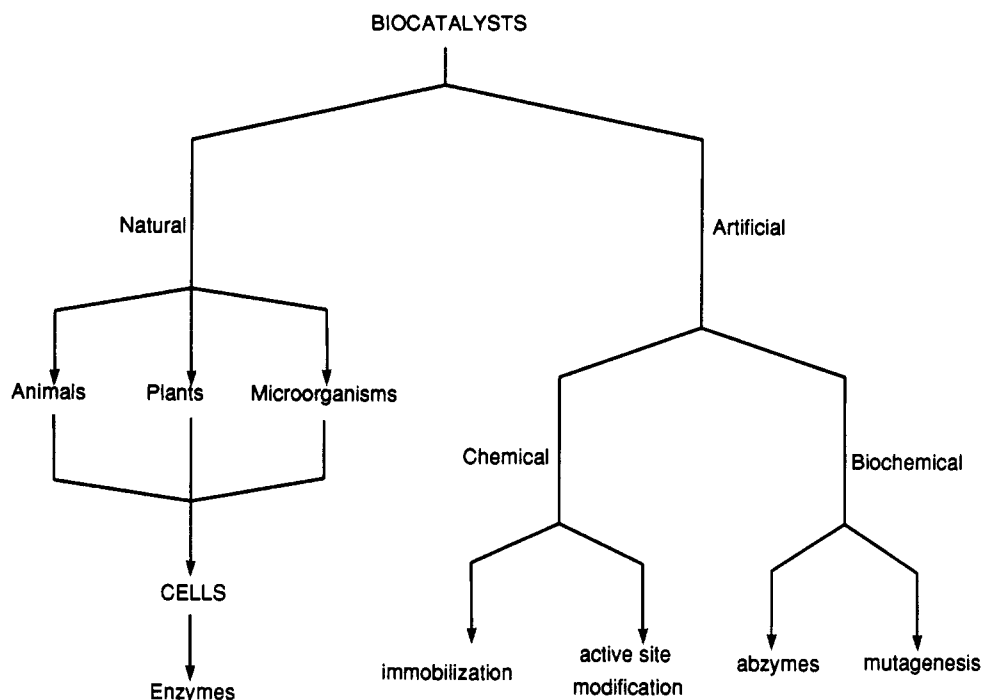 BIOCATALYSTS
Natural
Artificial
Animals
Plants
Microorganisms
Chemical
Biochemical
CELLS
Enzymes
immobilization
active site
modification
abzymes
mutagenesis